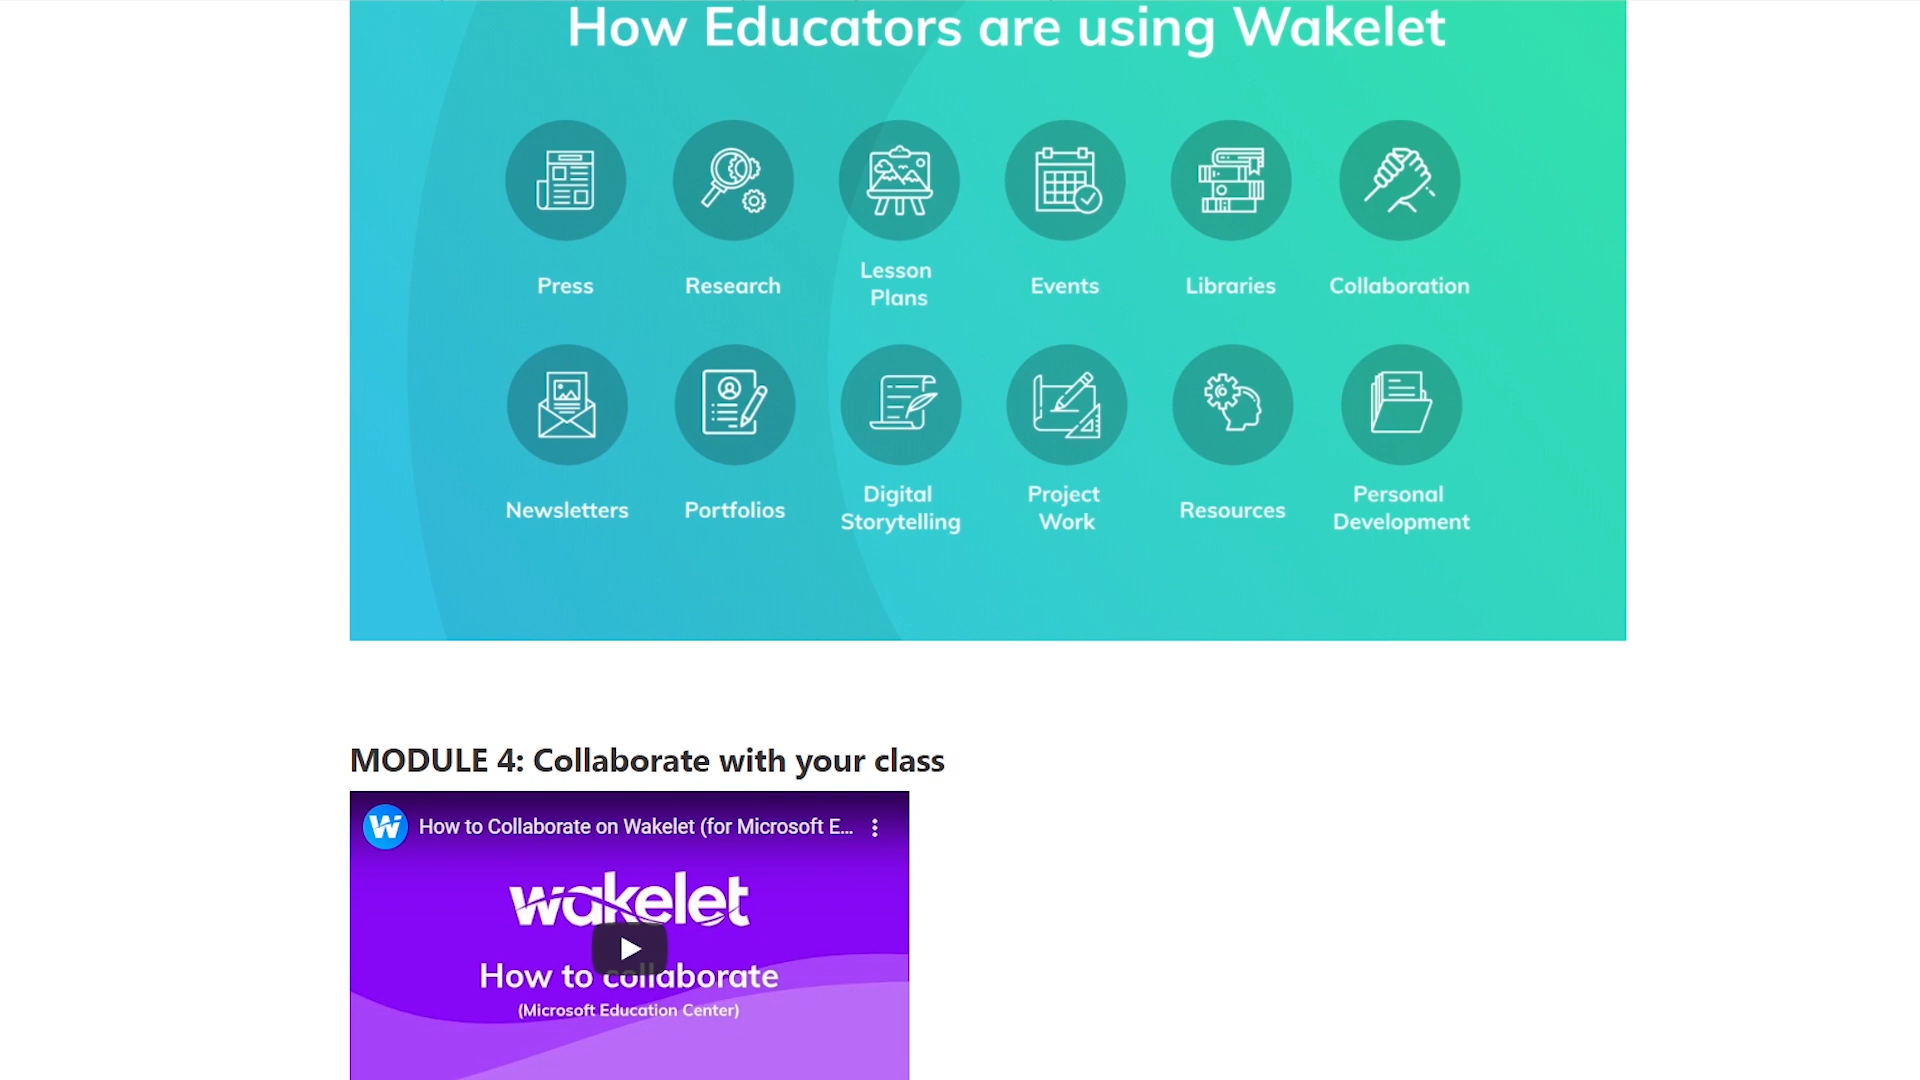 How Educators are using Wakelet
Press
Research
Lesson
Plans
Events
Libraries
Collaboration
Newsletters
Portfolios
Digital
Storytelling
Project
Work
Resources
Personal
Development
MODULE 4: Collaborate with your class
W How to Collaborate on Wakelet (for Microsoft E...
wakelet
How to collaborate
(Microsoft Education Center)